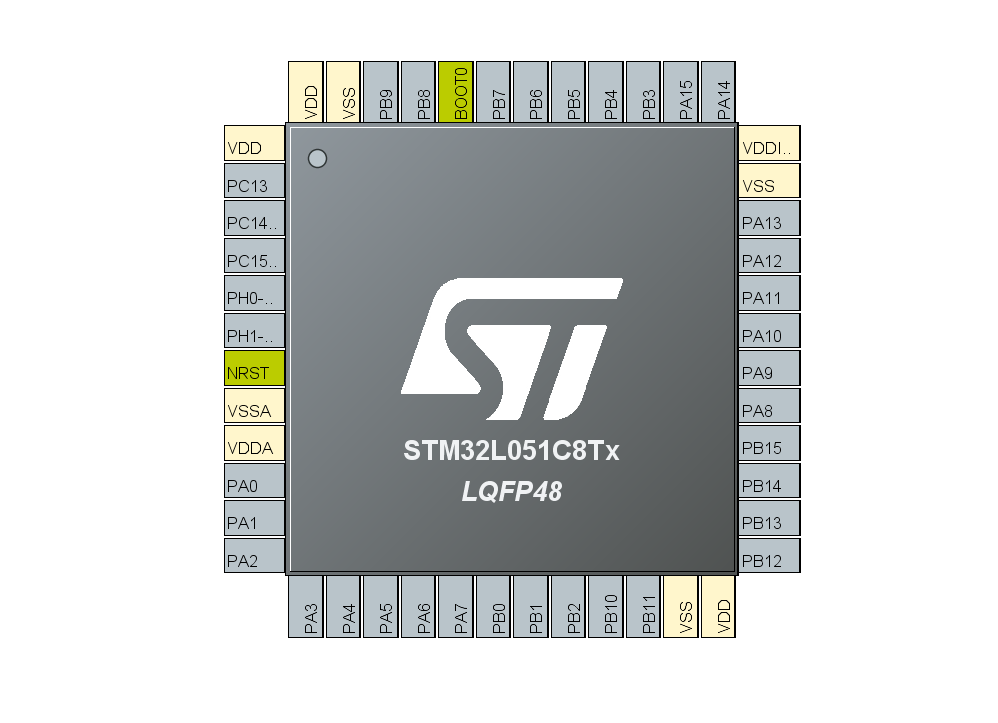 VDD
VSS
PB9
PB8
BOOT0
PB7
PB6
PB5
PB4
PB3
PA15
PA14
VDD
PC13
PC14..
PC15..
PH0-..
PH1-..
NRST
VSSA
VDDA
PA0
PA1
PA2
VDDI..
VSS
PA13
PA12
PA11
PA10
PA9
PA8
PB15
PB14
PB13
PB12
ST
STM32L051C8Tx
LQFP48
PA3
PA4
PA5
PA6
PA7
PB0
PB1
PB2
PB10
PB11
VSS
VDD